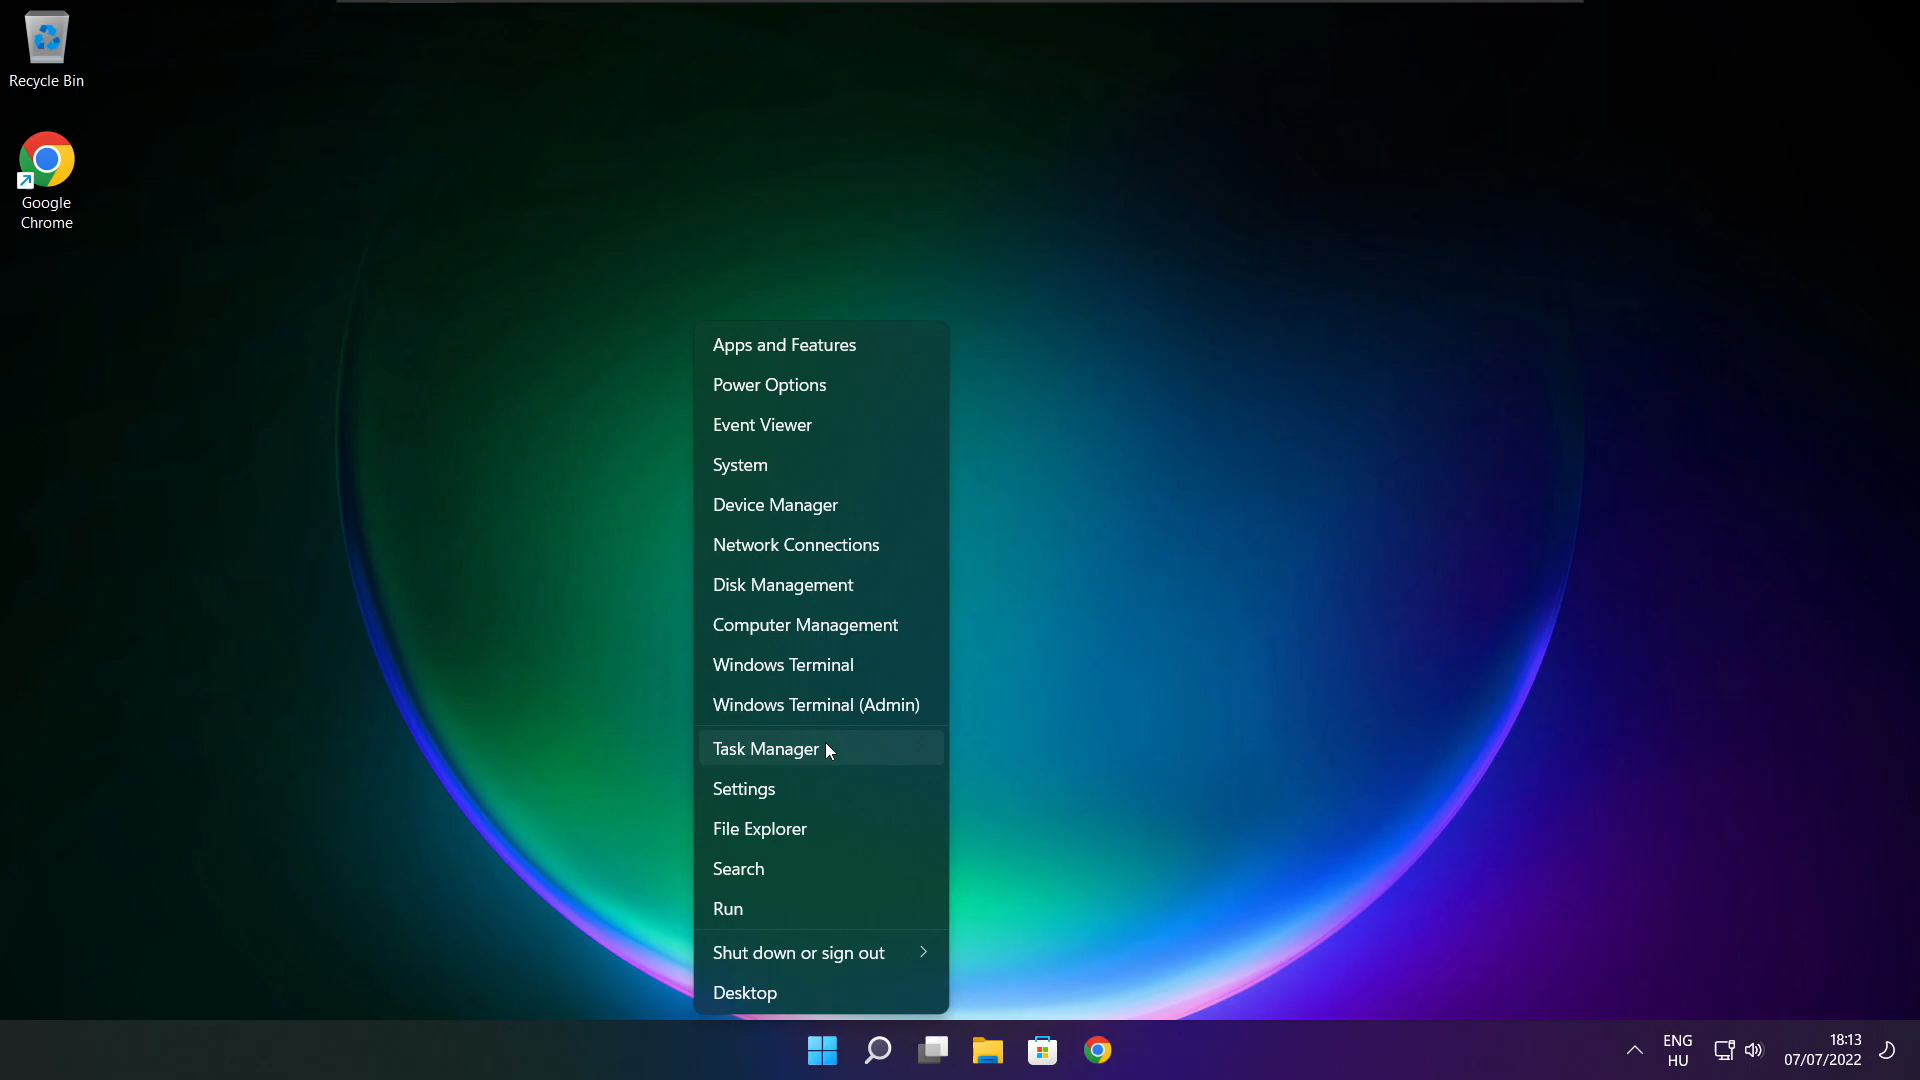 Recycle Bin
Google
Chrome
Apps and Features
Power Options
Event Viewer
System
Device Manager
Network Connections
Disk Management
Computer Management
Windows Terminal
Windows Terminal (Admin)
Task Manager
Settings
File Explorer
Search
Run
Shut down or sign out
Desktop
ENG
HU
18:13
07/07/2022